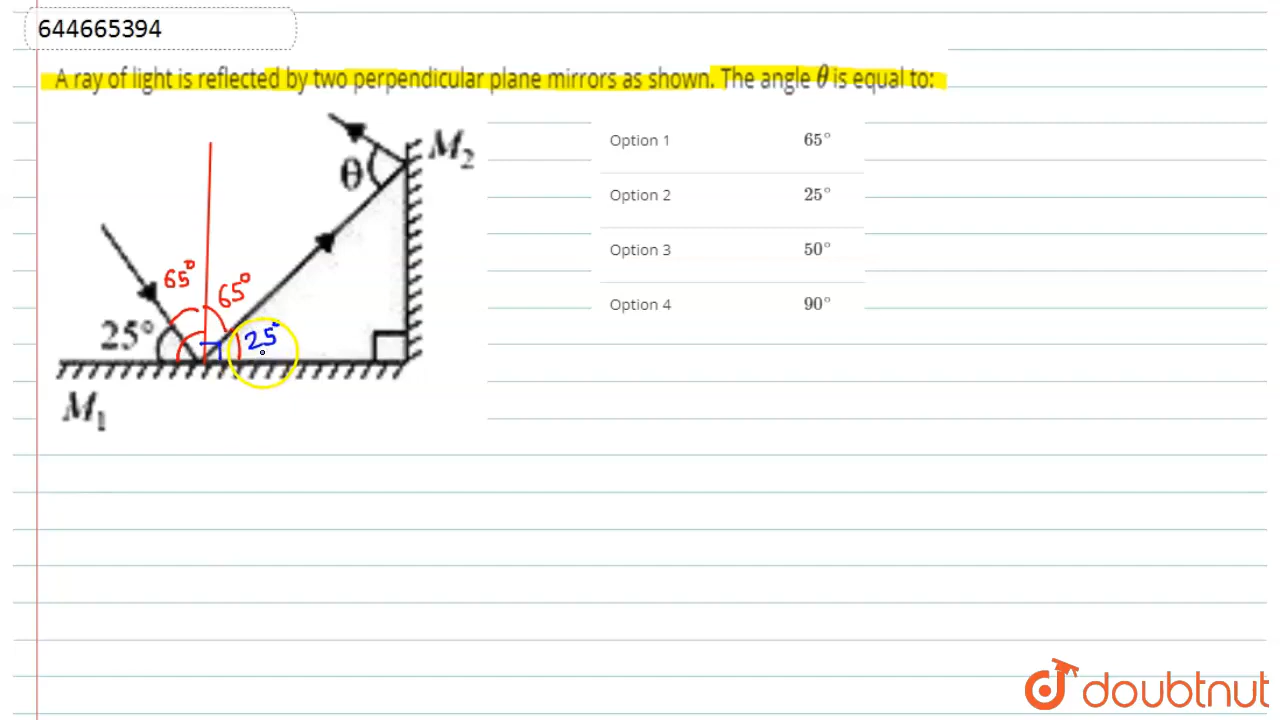 644665394
A ray of light is reflected by two perpendicular plane mirrors as shown. The angle θ is equal to:
M₂
θ
Option 1 65°
Option 2 25°
Option 3 50°
Option 4 90°
65°
65°
25°
25°
M₁
doubtnut